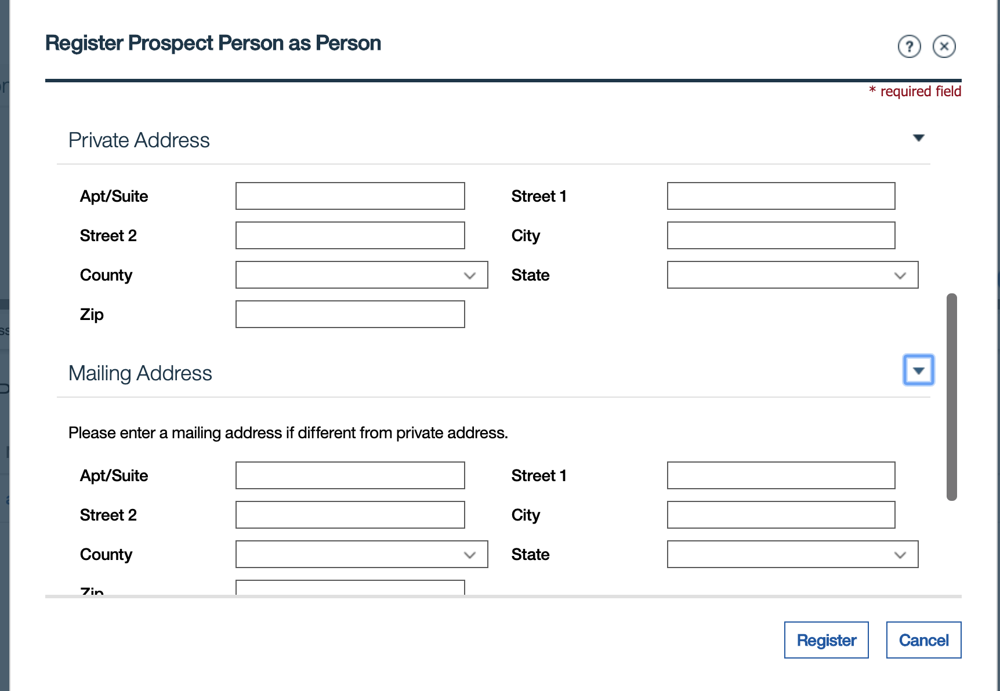 Register Prospect Person as Person
?
* required field
Private Address
Apt/Suite
Street 1
Street 2
City
County
State
Zip
Mailing Address
Please enter a mailing address if different from private address.
Apt/Suite
Street 1
Street 2
City
County
State
Zip
Register
Cancel